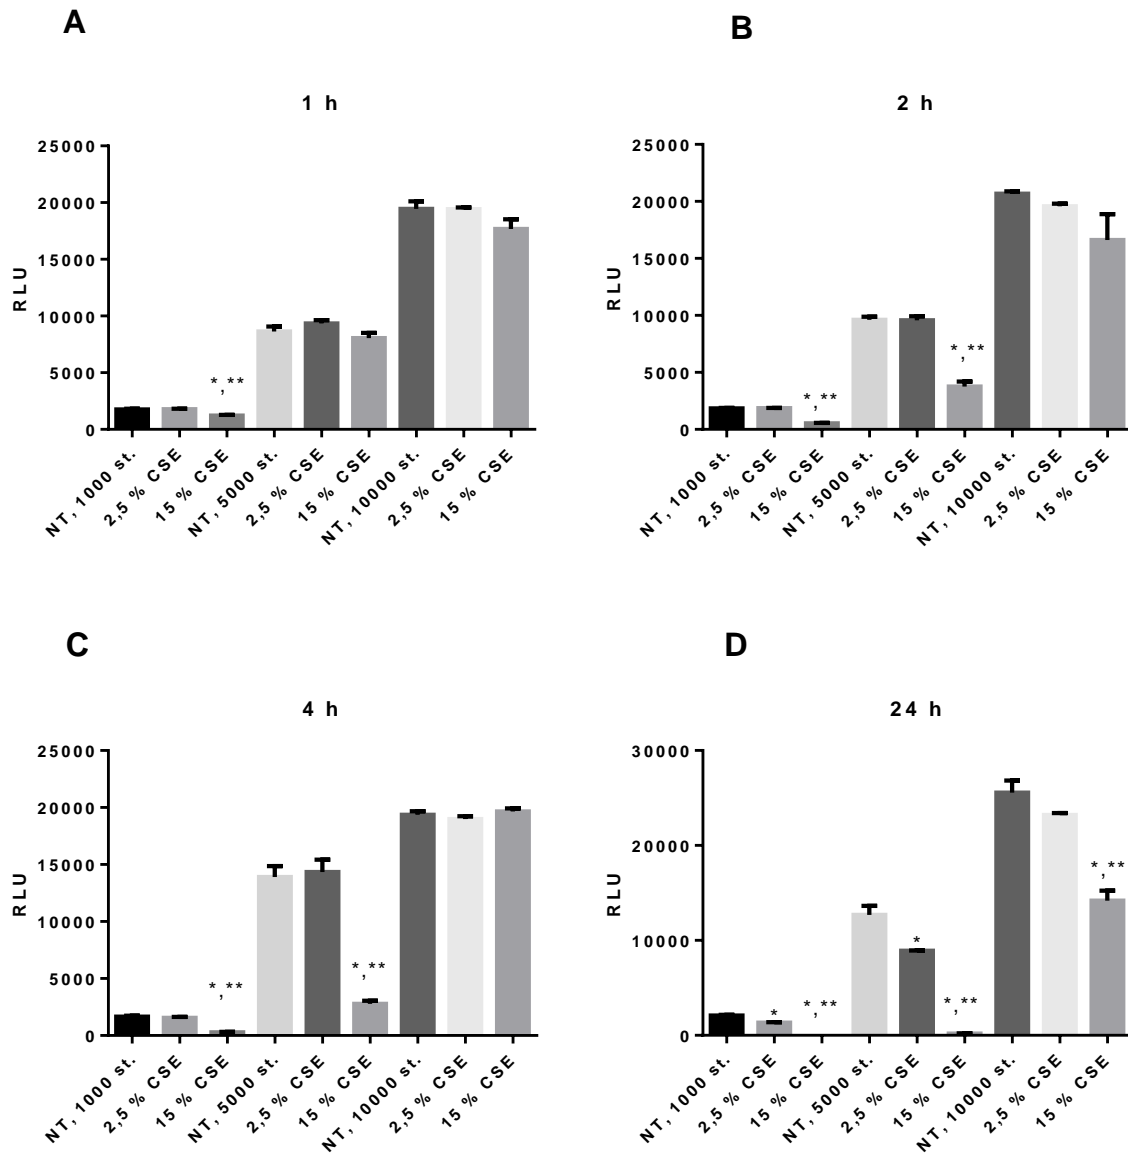 A
1 h
RLU
25000
20000
15000
10000
5000
0
*,**
NT, 1000 st.
2,5 % CSE
15 % CSE
NT, 5000 st.
2,5 % CSE
15 % CSE
NT, 10000 st.
2,5 % CSE
15 % CSE
B
2 h
RLU
25000
20000
15000
10000
5000
0
*,**
*,**
NT, 1000 st.
2,5 % CSE
15 % CSE
NT, 5000 st.
2,5 % CSE
15 % CSE
NT, 10000 st.
2,5 % CSE
15 % CSE
C
4 h
RLU
25000
20000
15000
10000
5000
0
*,**
*,**
NT, 1000 st.
2,5 % CSE
15 % CSE
NT, 5000 st.
2,5 % CSE
15 % CSE
NT, 10000 st.
2,5 % CSE
15 % CSE
D
24 h
RLU
30000
20000
10000
0
*
*,**
*
*,**
*,**
NT, 1000 st.
2,5 % CSE
15 % CSE
NT, 5000 st.
2,5 % CSE
15 % CSE
NT, 10000 st.
2,5 % CSE
15 % CSE